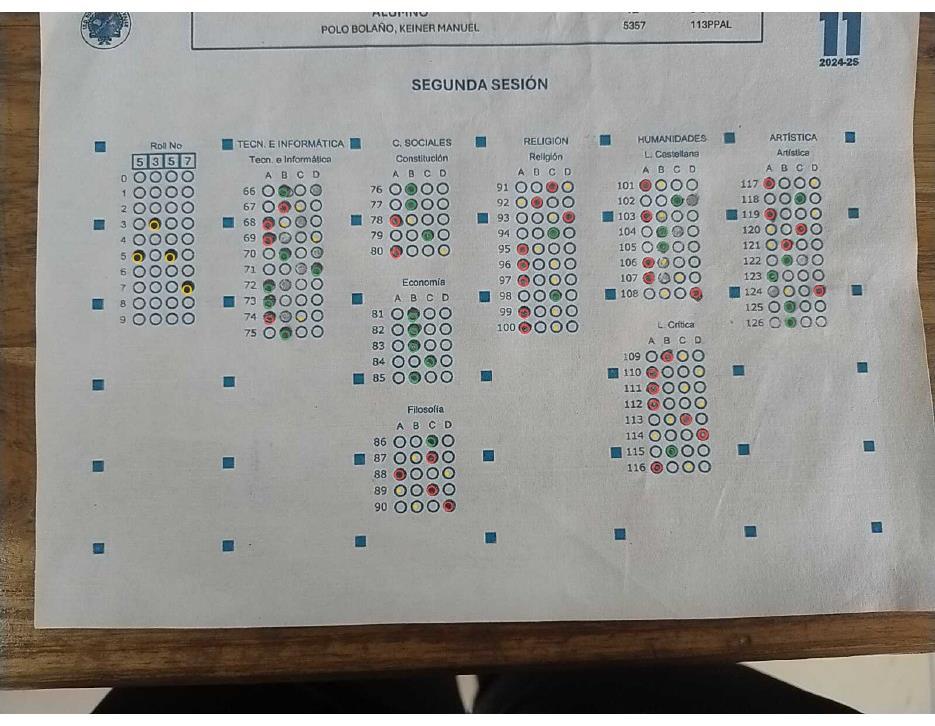 ALUMNO
POLO BOLAÑO, KEINER MANUEL 5357 113PPAL
11
2024-25
SEGUNDA SESIÓN
Roll No
5 3 5 7
0
1
2
3
4
5
6
7
8
9
TECN. E INFORMÁTICA
Tecn. e Informática
A B C D
66
67
68
69
70
71
72
73
74
75
C. SOCIALES
Constitución
A B C D
76
77
78
79
80
Economía
A B C D
81
82
83
84
85
Filosofía
A B C D
86
87
88
89
90
RELIGIÓN
Religión
A B C D
91
92
93
94
95
96
97
98
99
100
HUMANIDADES
L. Castellana
A B C D
101
102
103
104
105
106
107
108
L. Crítica
A B C D
109
110
111
112
113
114
115
116
ARTÍSTICA
Artística
A B C D
117
118
119
120
121
122
123
124
125
126